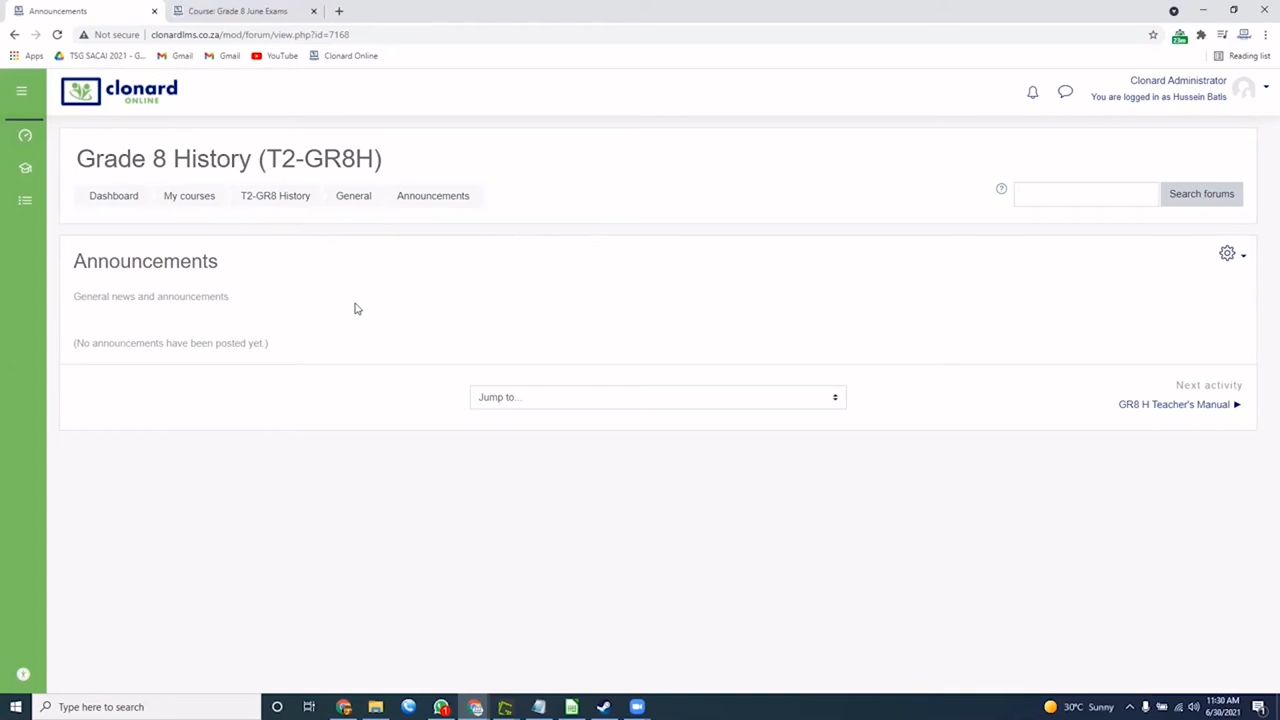 Announcements
Course: Grade 8 June Exams
Not secure
clonardlms.co.za/mod/forum/view.php?id=7168
23m
Apps
TSG SACAI 2021 - G...
Gmail
Gmail
YouTube
Clonard Online
Reading list
clonard
ONLINE
Clonard Administrator
You are logged in as Hussein Batis
Grade 8 History (T2-GR8H)
Dashboard
My courses
T2-GR8 History
General
Announcements
Search forums
Announcements
General news and announcements
(No announcements have been posted yet.)
Jump to...
Next activity
GR8 H Teacher's Manual ►
Type here to search
30°C Sunny
11:30 AM
6/30/2021